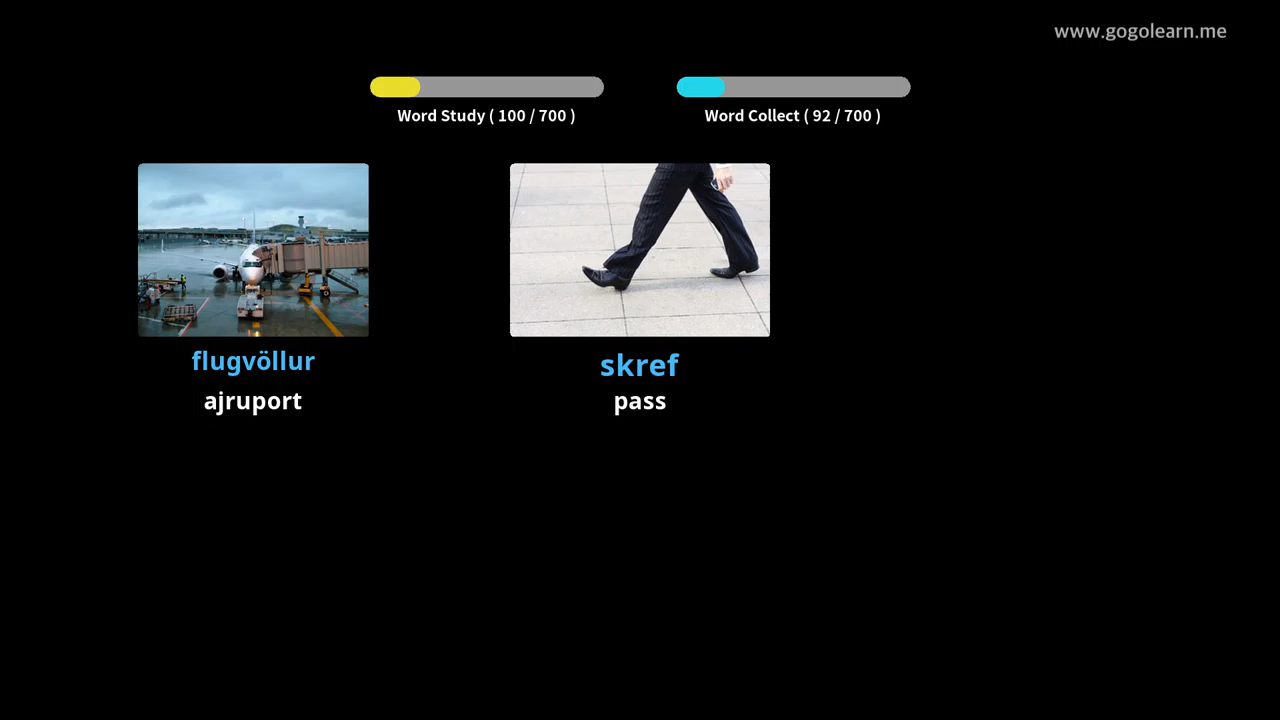 www.gogolearn.me
Word Study ( 100 / 700 )
Word Collect ( 92 / 700 )
flugvöllur
ajruport
skref
pass